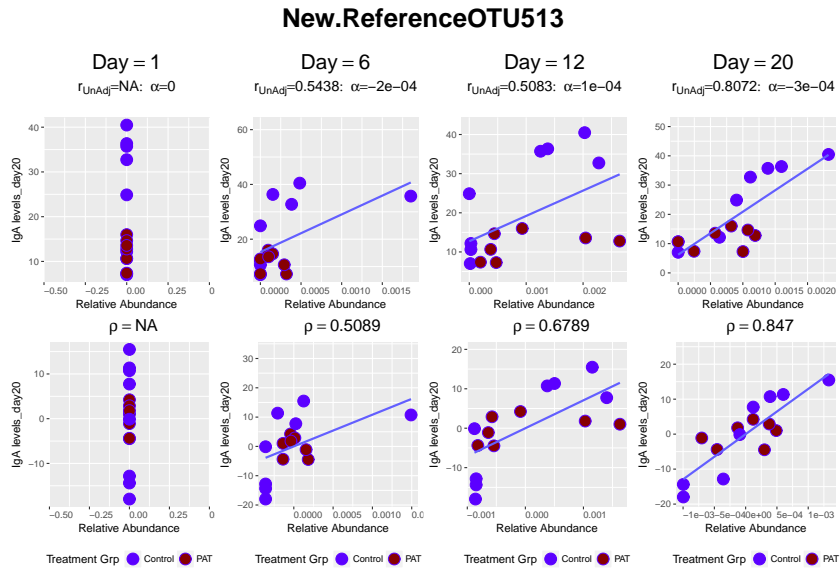 New.ReferenceOTU513
Day = 1
r_UnAdj=NA: α=0
Day = 6
r_UnAdj=0.5438: α=−2e−04
Day = 12
r_UnAdj=0.5083: α=1e−04
Day = 20
r_UnAdj=0.8072: α=−3e−04
IgA levels_day20
40
30
20
10
−0.50 −0.25 0.00 0.25 0
Relative Abundance
IgA levels_day20
60
40
20
0.0000 0.0005 0.0010 0.0015
Relative Abundance
IgA levels_day20
40
30
20
10
0.000 0.001 0.002
Relative Abundance
IgA levels_day20
50
40
30
20
10
0
0.0000 0.0005 0.0010 0.0015 0.0020
Relative Abundance
ρ = NA
ρ = 0.5089
ρ = 0.6789
ρ = 0.847
IgA levels_day20
10
0
−10
−0.50 −0.25 0.00 0.25 0
Relative Abundance
IgA levels_day20
30
20
10
0
−10
−20
0.0000 0.0005 0.0010 0.0
Relative Abundance
IgA levels_day20
20
10
0
−10
−0.001 0.000 0.001
Relative Abundance
IgA levels_day20
20
10
0
−10
−20
−1e−03 −5e−04 0e+00 5e−04 1e−03
Relative Abundance
Treatment Grp Control PAT
Treatment Grp Control PAT
Treatment Grp Control PAT
Treatment Grp Control PAT